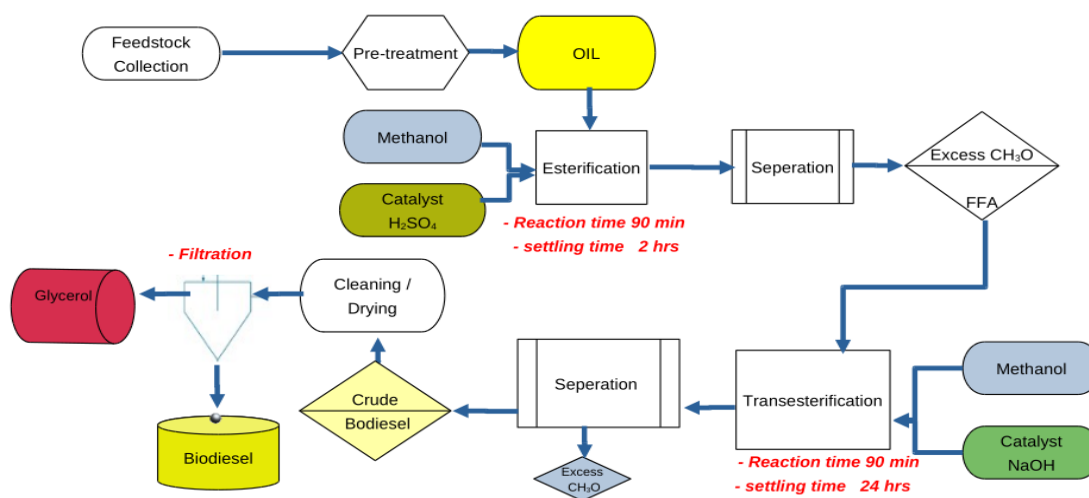 Feedstock
Collection
Pre-treatment
OIL
Methanol
Catalyst
H₂SO₄
Esterification
- Reaction time 90 min
- settling time 2 hrs
Seperation
Excess CH₃O
FFA
Methanol
Catalyst
NaOH
Transesterification
- Reaction time 90 min
- settling time 24 hrs
Seperation
Excess
CH₃O
Crude
Bodiesel
Cleaning /
Drying
- Filtration
Glycerol
Biodiesel